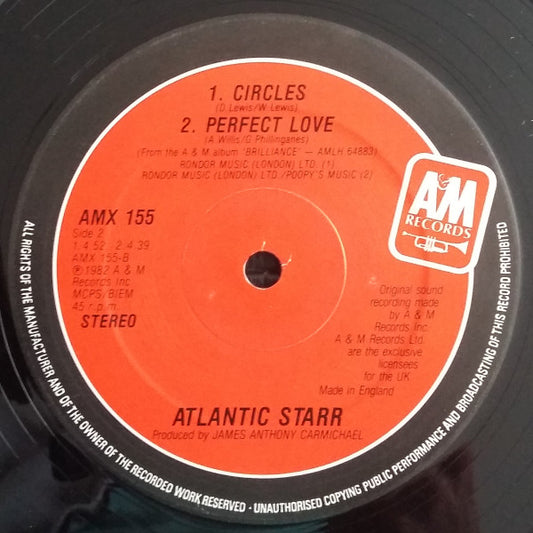 1. CIRCLES
(D Lewis/W Lewis)
2. PERFECT LOVE
(A Willis/G Phillinganes)
(From the A & M album 'BRILLIANCE' — AMLH 64883)
RONDOR MUSIC (LONDON) LTD. (1)
RONDOR MUSIC (LONDON) LTD /POOPY'S MUSIC (2)
A&M
RECORDS
AMX 155
Side 2
1. 4.52 2. 4.39
AMX 155-B
℗ 1982 A & M
Records Inc
MCPS/BIEM
45 r.p.m.
STEREO
Original sound
recording made
by A & M
Records Inc.
A & M Records Ltd.
are the exclusive
licensees
for the UK
Made in England
ATLANTIC STARR
Produced by JAMES ANTHONY CARMICHAEL
ALL RIGHTS OF THE MANUFACTURER AND OF THE OWNER OF THE RECORDED WORK RESERVED - UNAUTHORISED COPYING PUBLIC PERFORMANCE AND BROADCASTING OF THIS RECORD PROHIBITED